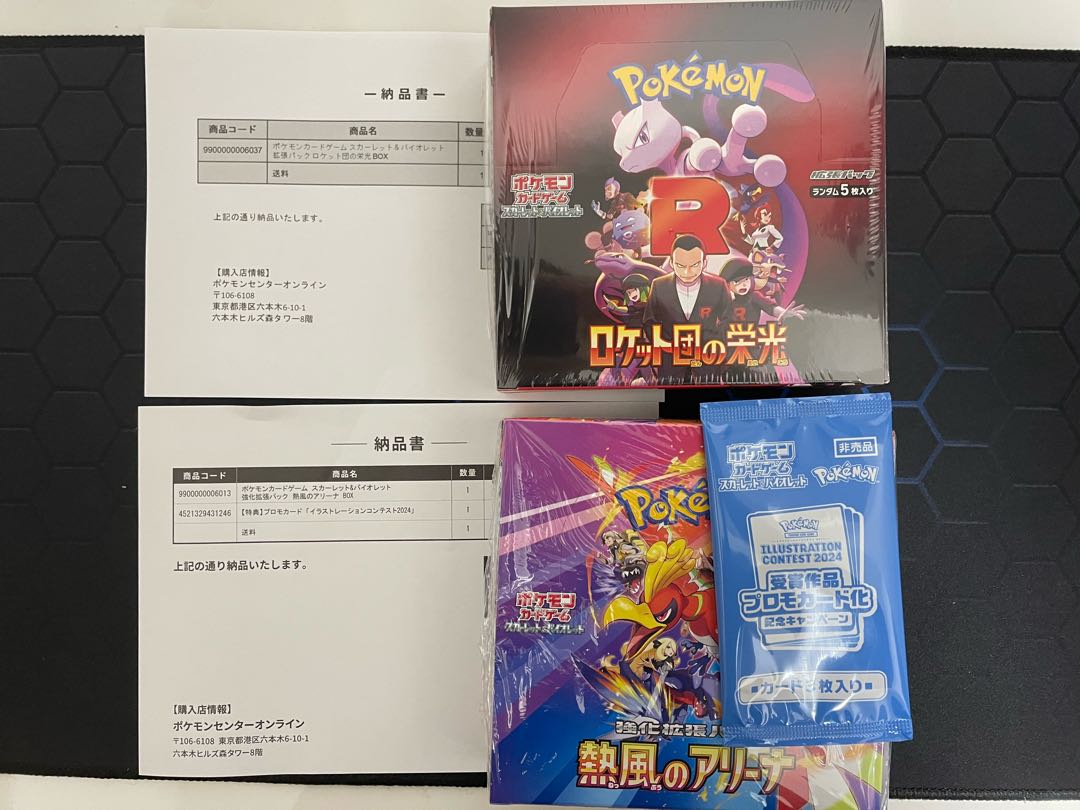 ー納品書ー
商品コード 商品名 数量
9900000006037 ポケモンカードゲーム スカーレット&バイオレット 1
拡張パック ロケット団の栄光 BOX
送料 1
上記の通り納品いたします。
【購入店情報】
ポケモンセンターオンライン
〒106-6108
東京都港区六本木6-10-1
六本木ヒルズ森タワー8階
POKÉMON
ポケモン
カードゲーム
スカーレット&バイオレット
拡張パック
ランダム5枚入り
R
ロケット団の栄光
納品書
商品コード 商品名 数量
9900000006013 ポケモンカードゲーム スカーレット&バイオレット 1
強化拡張パック 熱風のアリーナ BOX
4521329431246 【特典】プロモカード「イラストレーションコンテスト2024」 1
送料 1
上記の通り納品いたします。
【購入店情報】
ポケモンセンターオンライン
〒106-6108 東京都港区六本木6-10-1
六本木ヒルズ森タワー8階
ポケモン
カードゲーム
スカーレット&バイオレット
強化拡張
熱風のアリーナ
ポケモン
カードゲーム
スカーレット&バイオレット
非売品
POKÉMON
POKÉMON
ILLUSTRATION
CONTEST 2024
受賞作品
プロモカード化
記念キャンペーン